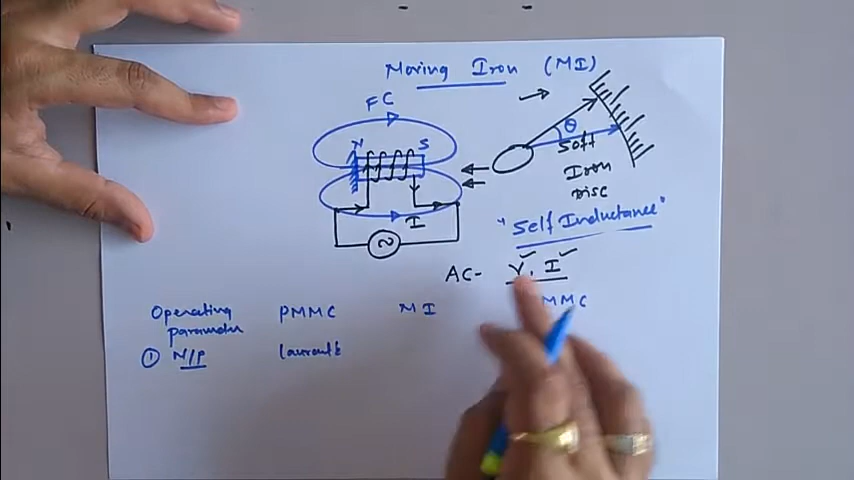 Moving Iron (MI)
FC
N S
θ
Soft
Iron
Disc
I
"Self Inductance"
AC- V, I
Operating
parameter
PMMC
MI
MMC
① N/P